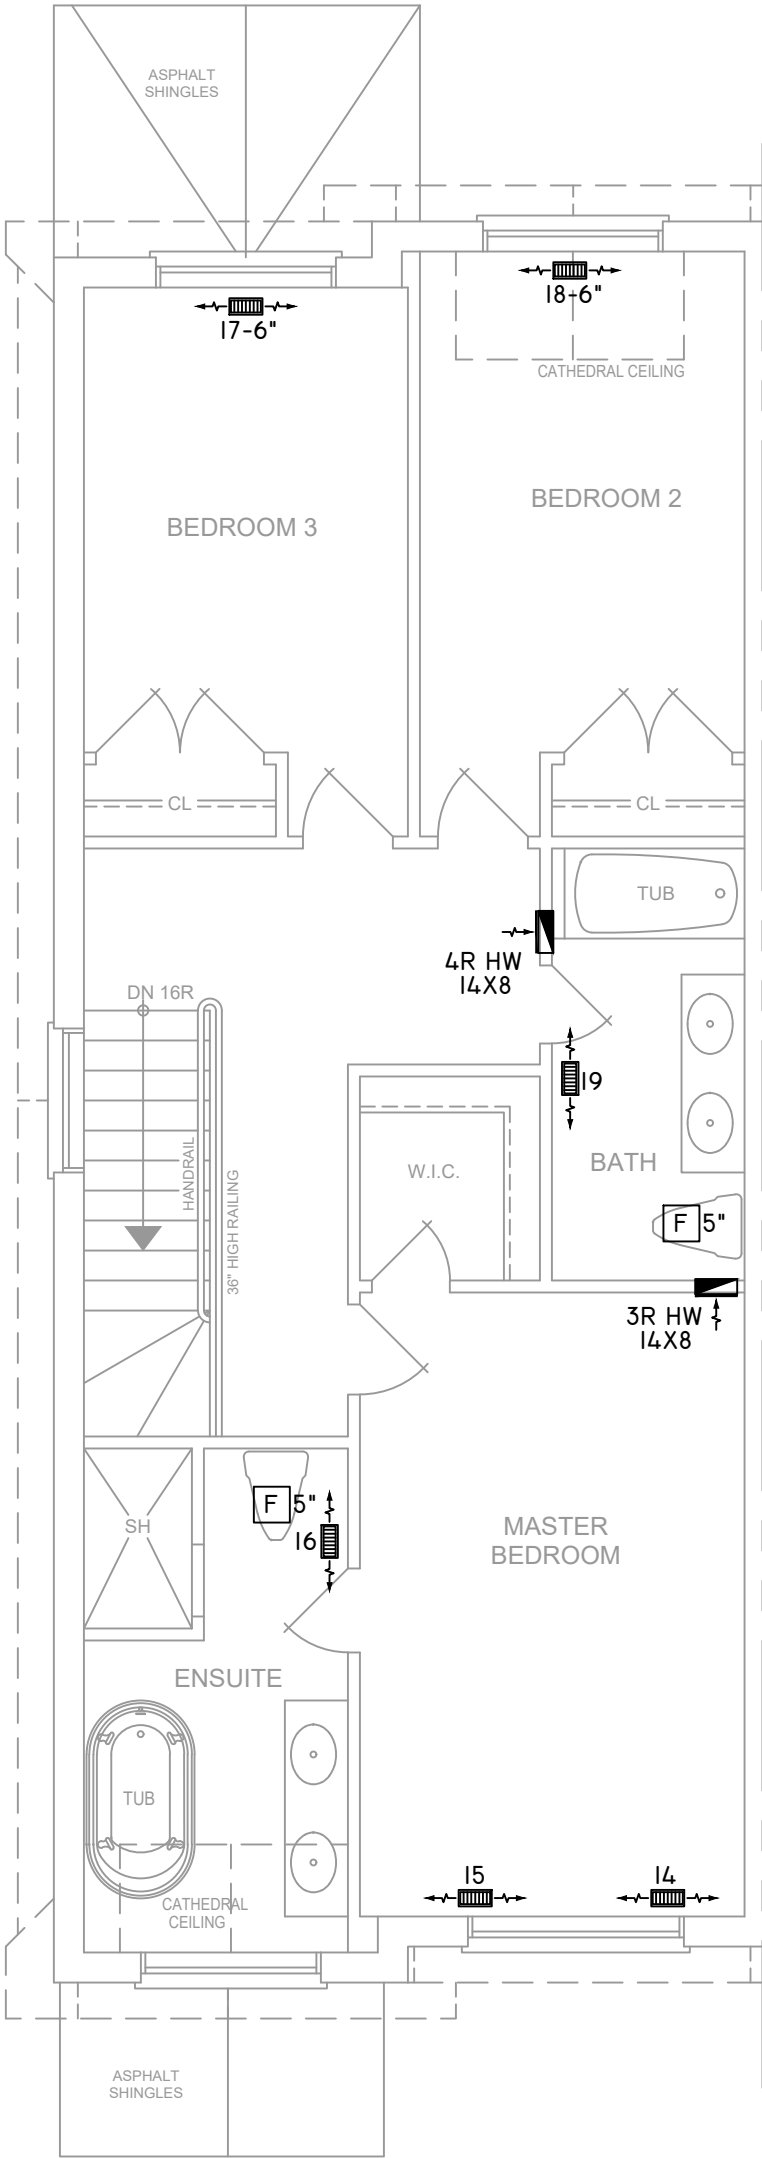 ASPHALT
SHINGLES
17-6"
18-6"
CATHEDRAL CEILING
BEDROOM 3
BEDROOM 2
CL
CL
TUB
4R HW
14X8
DN 16R
19
HANDRAIL
36" HIGH RAILING
W.I.C.
BATH
F 5"
3R HW
14X8
SH
F 5"
16
MASTER
BEDROOM
ENSUITE
TUB
CATHEDRAL
CEILING
15
14
ASPHALT
SHINGLES